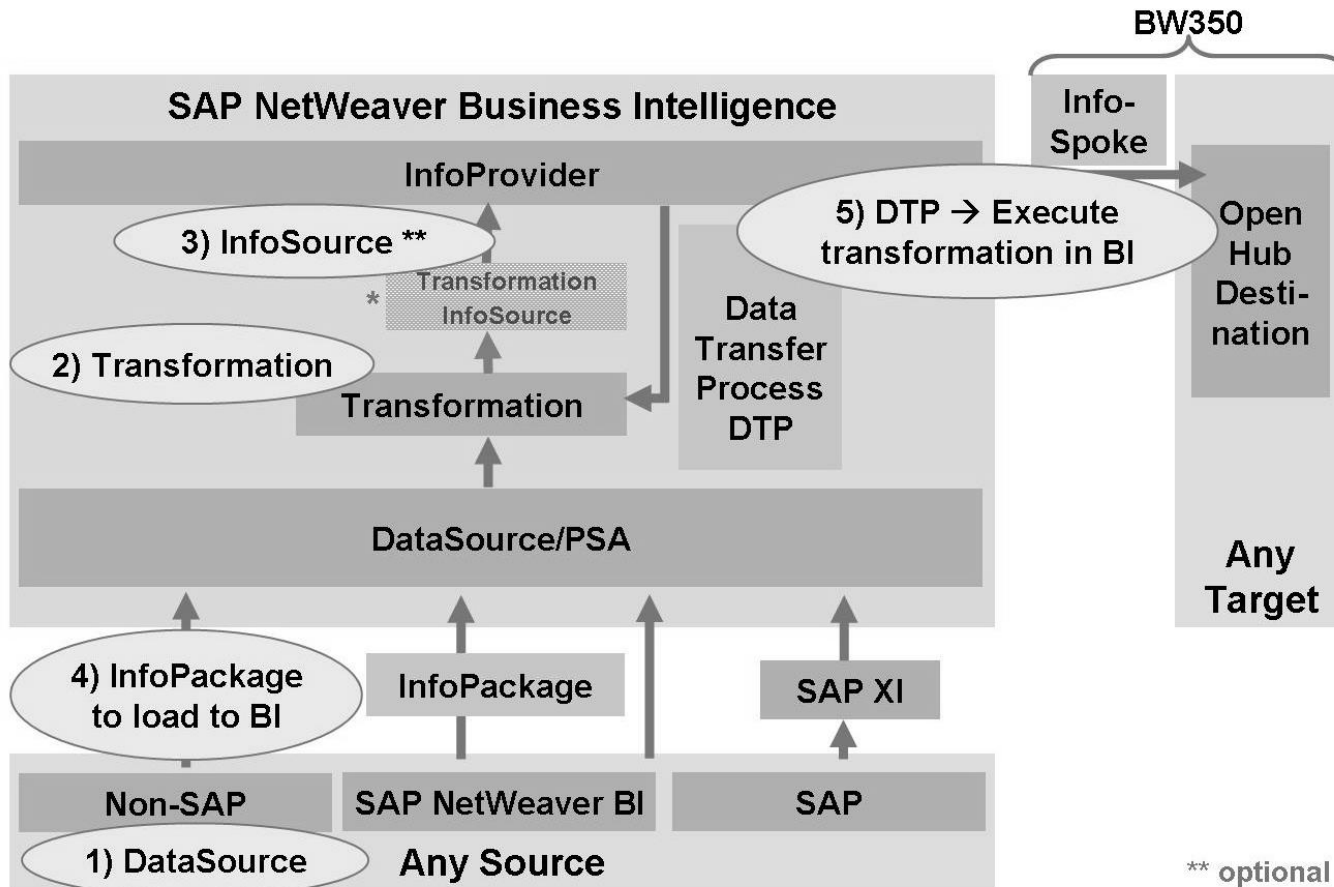 BW350
SAP NetWeaver Business Intelligence
Info-
Spoke
InfoProvider
3) InfoSource **
5) DTP → Execute
transformation in BI
Open
Hub
Desti-
nation
*
Transformation
InfoSource
2) Transformation
Transformation
Data
Transfer
Process
DTP
DataSource/PSA
Any
Target
4) InfoPackage
to load to BI
InfoPackage
SAP XI
Non-SAP
SAP NetWeaver BI
SAP
1) DataSource
Any Source
** optional